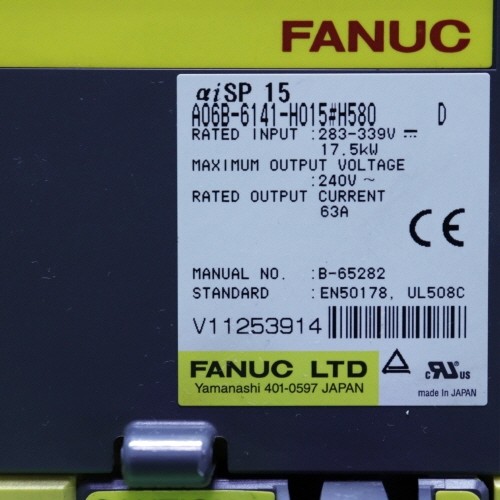 FANUC
αiSP 15
A06B-6141-H015#H580 D
RATED INPUT :283-339V ⎓
17.5kW
MAXIMUM OUTPUT VOLTAGE
:240V ~
RATED OUTPUT CURRENT
63A
CE
MANUAL NO. :B-65282
STANDARD :EN50178, UL508C
V11253914
FANUC LTD
Yamanashi 401-0597 JAPAN
c RU US
made in JAPAN